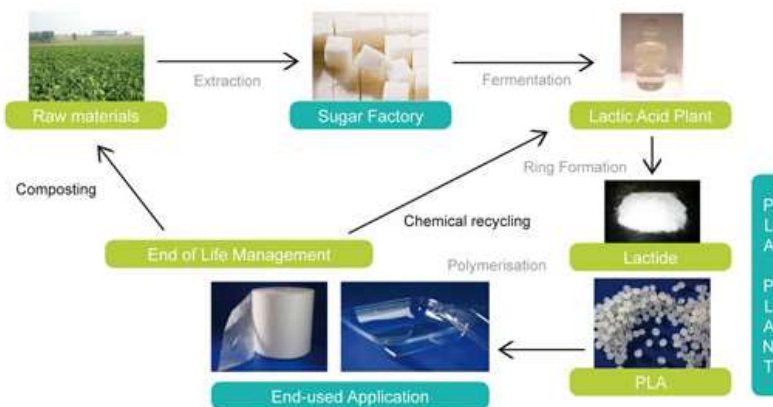 Extraction
Fermentation
Raw materials
Sugar Factory
Lactic Acid Plant
Ring Formation
Composting
Chemical recycling
End of Life Management
Lactide
Polymerisation
PLA
End-used Application
P
L
A
P
L
A
N
T